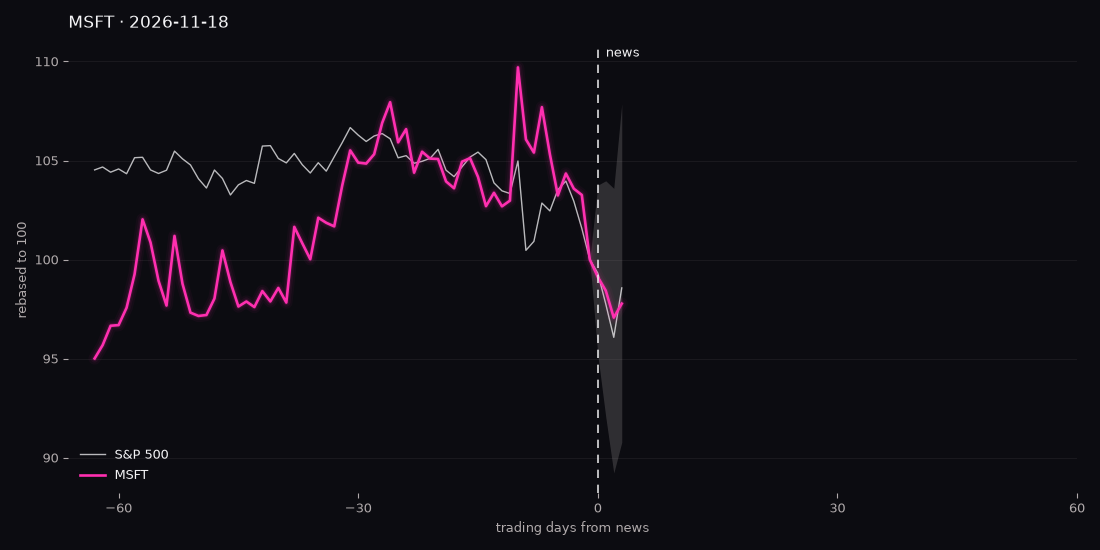 MSFT · 2026-11-18
news
110
105
100
95
90
rebased to 100
S&P 500
MSFT
−60
−30
0
30
60
trading days from news